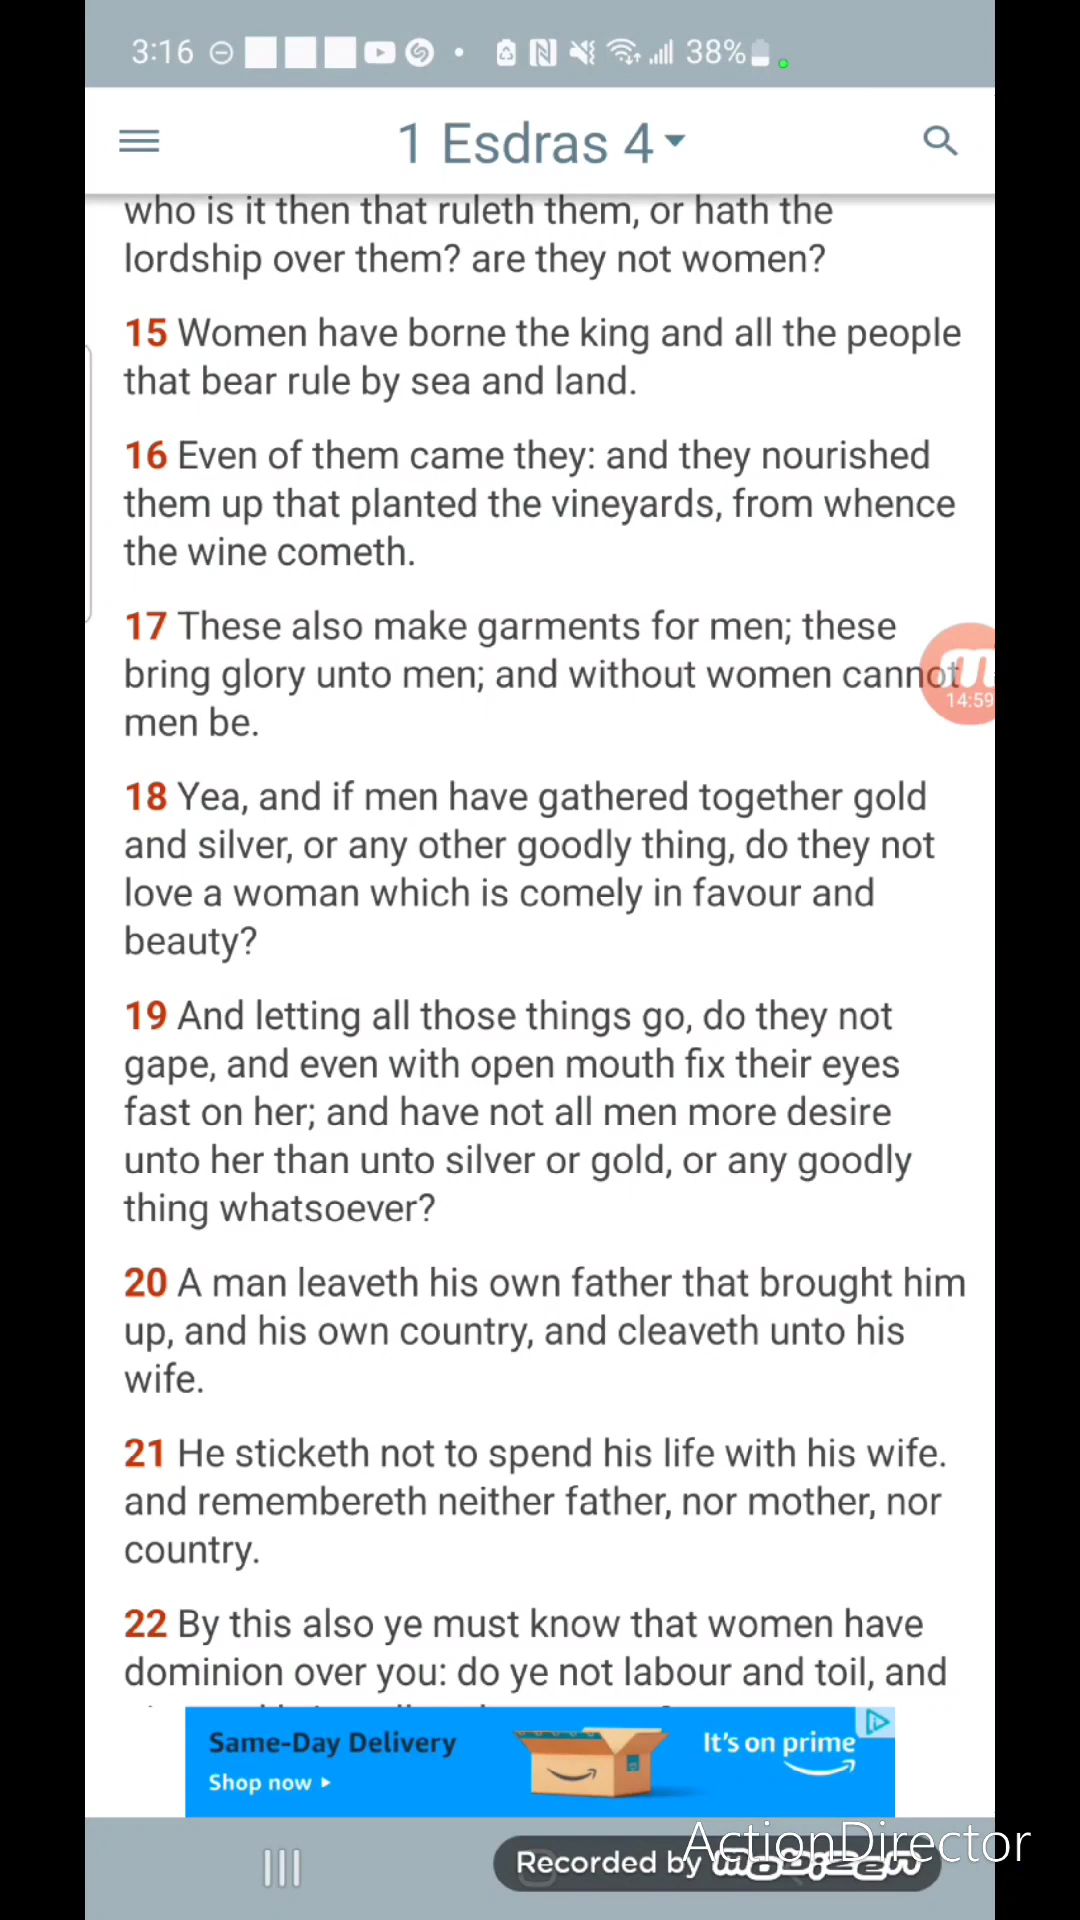 3:16 38%
1 Esdras 4
who is it then that ruleth them, or hath the
lordship over them? are they not women?
15 Women have borne the king and all the people
that bear rule by sea and land.
16 Even of them came they: and they nourished
them up that planted the vineyards, from whence
the wine cometh.
17 These also make garments for men; these
bring glory unto men; and without women cannot
men be.
14:59
18 Yea, and if men have gathered together gold
and silver, or any other goodly thing, do they not
love a woman which is comely in favour and
beauty?
19 And letting all those things go, do they not
gape, and even with open mouth fix their eyes
fast on her; and have not all men more desire
unto her than unto silver or gold, or any goodly
thing whatsoever?
20 A man leaveth his own father that brought him
up, and his own country, and cleaveth unto his
wife.
21 He sticketh not to spend his life with his wife.
and remembereth neither father, nor mother, nor
country.
22 By this also ye must know that women have
dominion over you: do ye not labour and toil, and
Same-Day Delivery
Shop now
It's on prime
ActionDirector
Recorded by mobizen